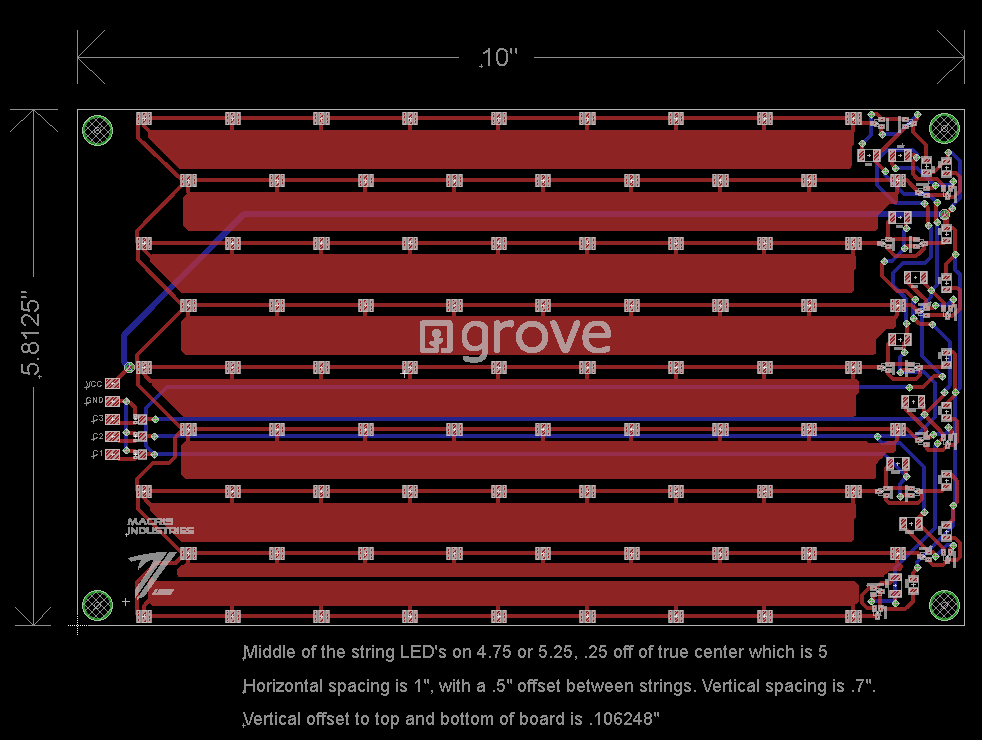 10"
5.8125"
grove
VCC
GND
C3
C2
C1
MACRIS
INDUSTRIES
Middle of the string LED's on 4.75 or 5.25, .25 off of true center which is 5
Horizontal spacing is 1", with a .5" offset between strings. Vertical spacing is .7".
Vertical offset to top and bottom of board is .106248"